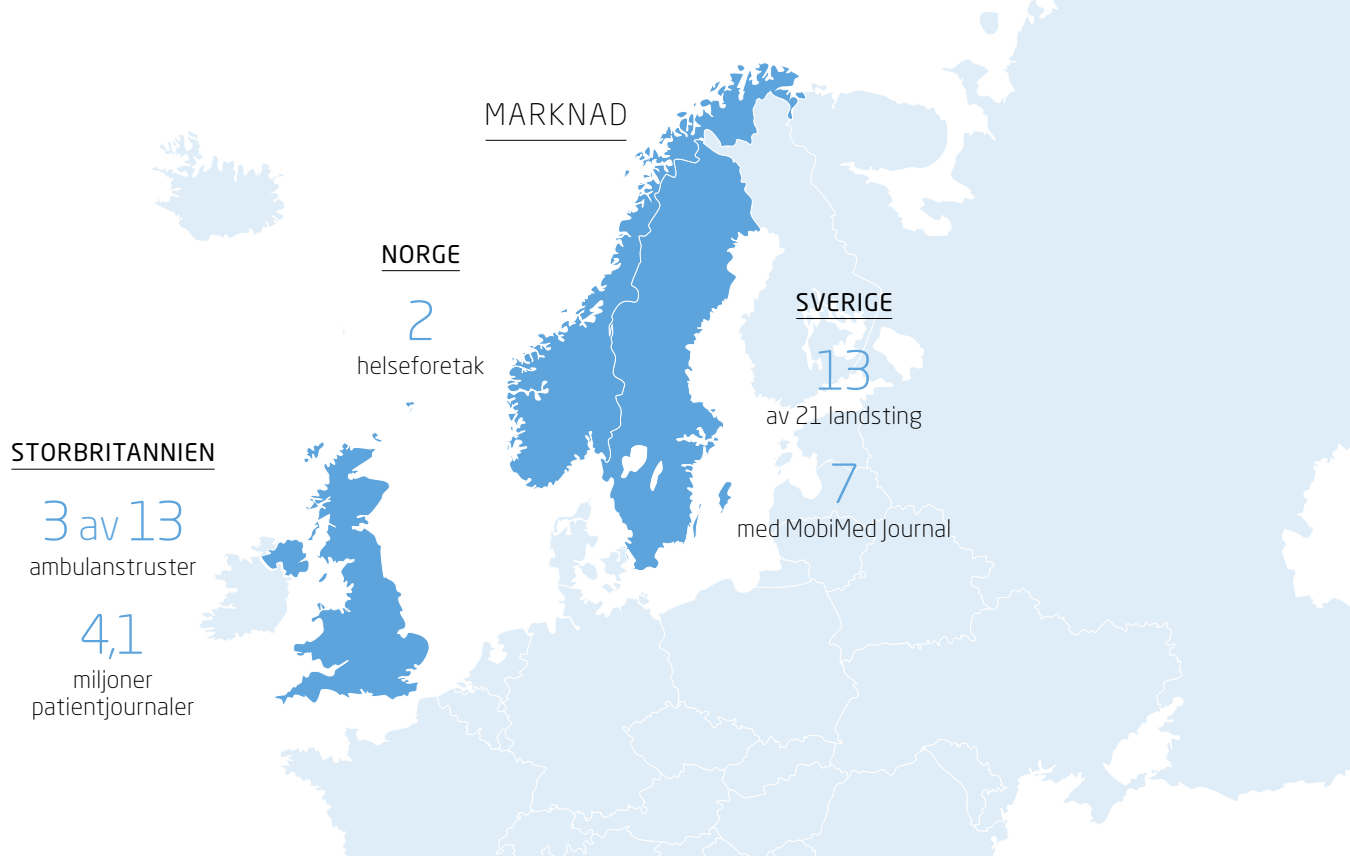 MARKNAD
NORGE
2
helseforetak
SVERIGE
13
av 21 landsting
7
med MobiMed Journal
STORBRITANNIEN
3 av 13
ambulanstruster
4,1
miljoner
patientjournaler